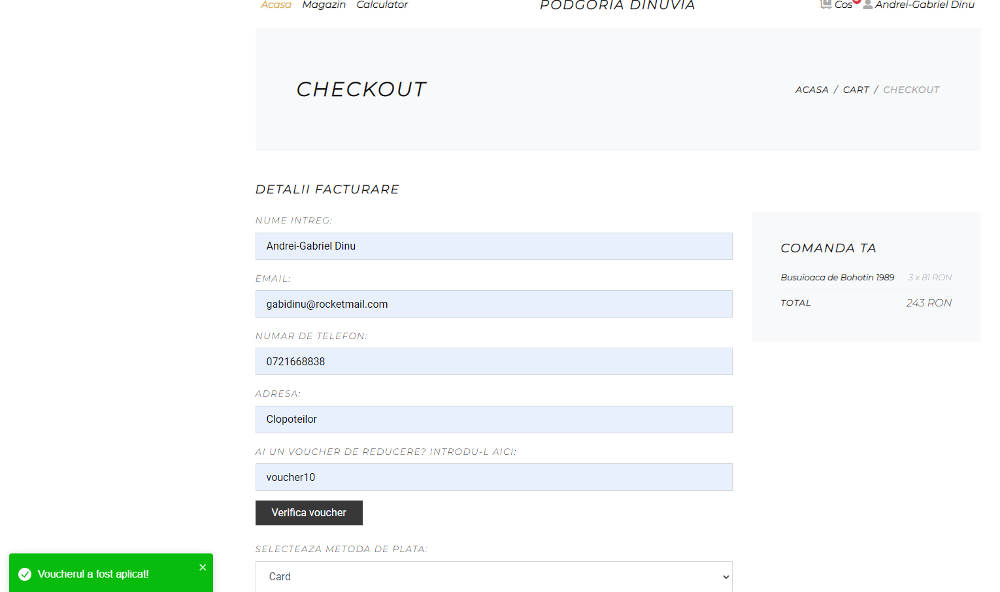 Acasa Magazin Calculator PODGORIA DINUVIA Cos Andrei-Gabriel Dinu
CHECKOUT
ACASA / CART / CHECKOUT
DETALII FACTURARE
NUME INTREG:
Andrei-Gabriel Dinu
EMAIL:
gabidinu@rocketmail.com
NUMAR DE TELEFON:
0721668838
ADRESA:
Clopoteilor
AI UN VOUCHER DE REDUCERE? INTRODU-L AICI:
voucher10
Verifica voucher
SELECTEAZA METODA DE PLATA:
Card
COMANDA TA
Busuioaca de Bohotin 1989 3 x 81 RON
TOTAL 243 RON
Voucherul a fost aplicat!